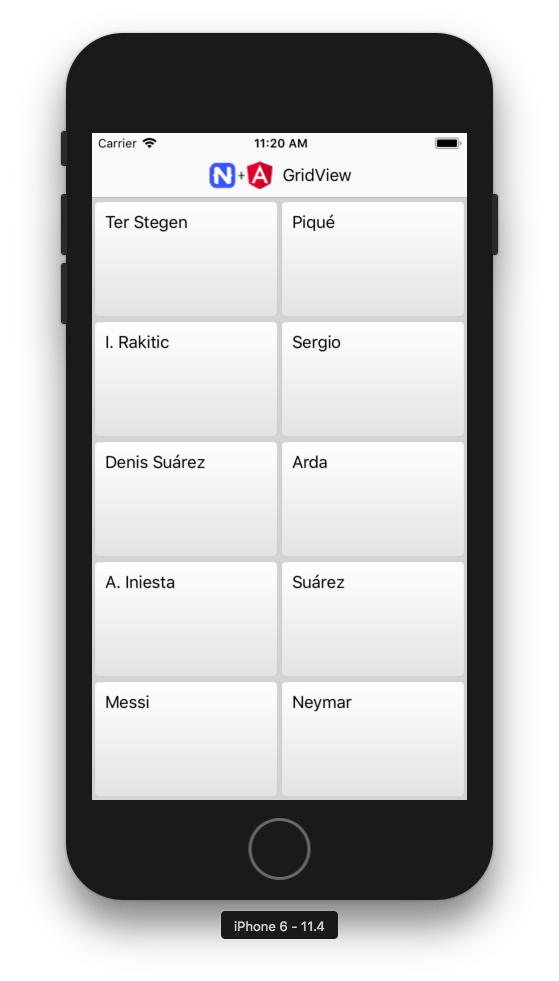 Carrier 11:20 AM
N + A GridView
Ter Stegen Piqué
I. Rakitic Sergio
Denis Suárez Arda
A. Iniesta Suárez
Messi Neymar
iPhone 6 - 11.4